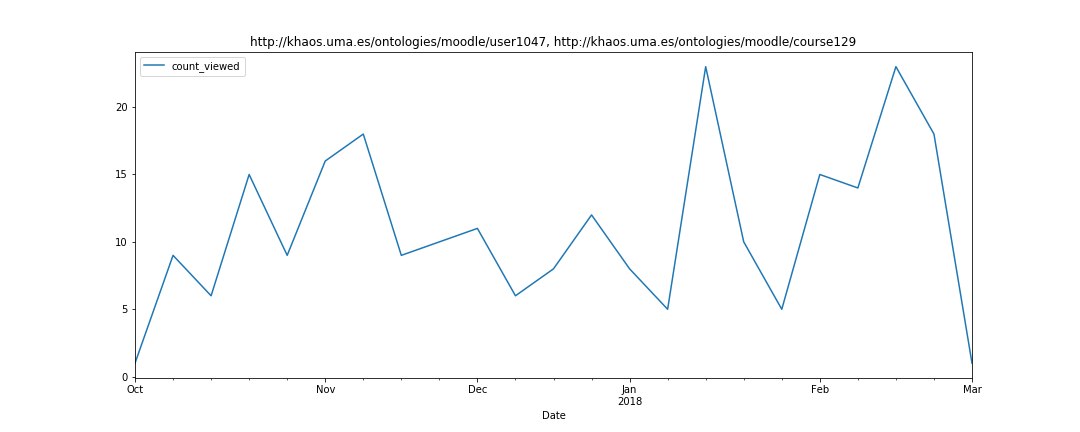 http://khaos.uma.es/ontologies/moodle/user1047, http://khaos.uma.es/ontologies/moodle/course129
count_viewed
20
15
10
5
0
Oct Nov Dec Jan Feb Mar
2018
Date